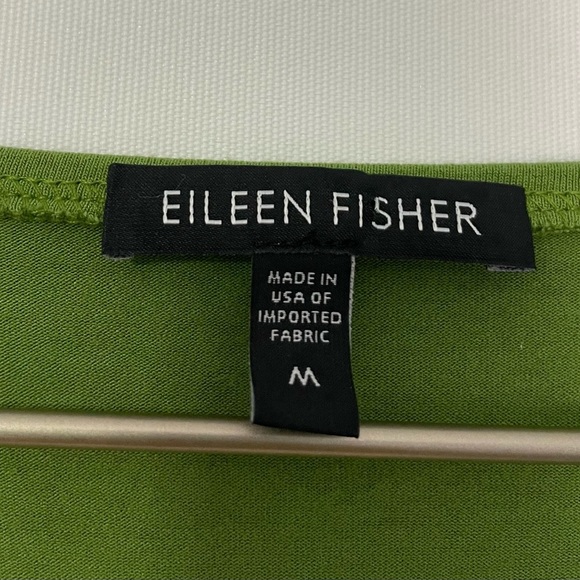 EILEEN FISHER
MADE IN
USA OF
IMPORTED
FABRIC
M